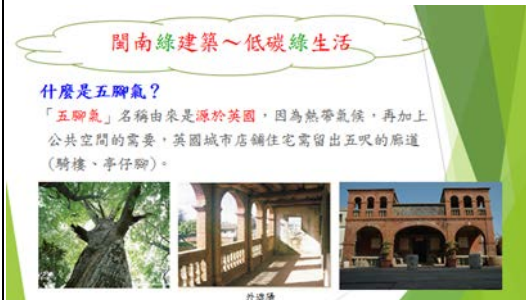 閩南綠建築～低碳綠生活
什麼是五腳氣？
「五腳氣」名稱由來是源於英國，因為熱帶氣候，再加上
公共空間的需要，英國城市店鋪住宅需留出五呎的廊道
（騎樓、亭仔腳）。
外遮陽